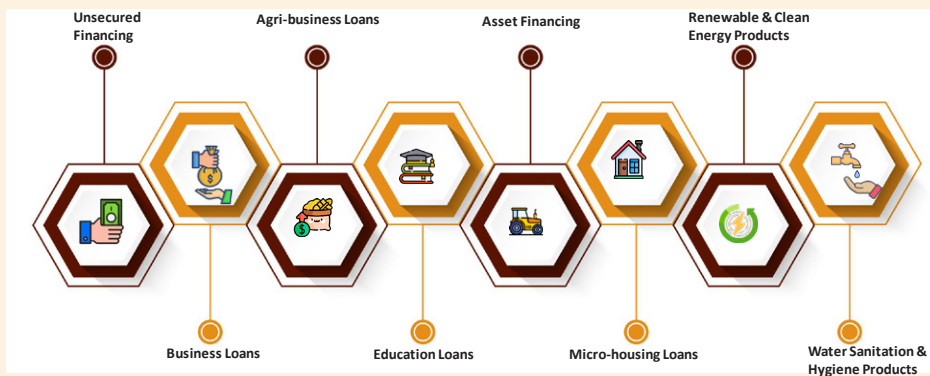 Unsecured
Financing
Agri-business Loans
Asset Financing
Renewable & Clean
Energy Products
Business Loans
Education Loans
Micro-housing Loans
Water Sanitation &
Hygiene Products